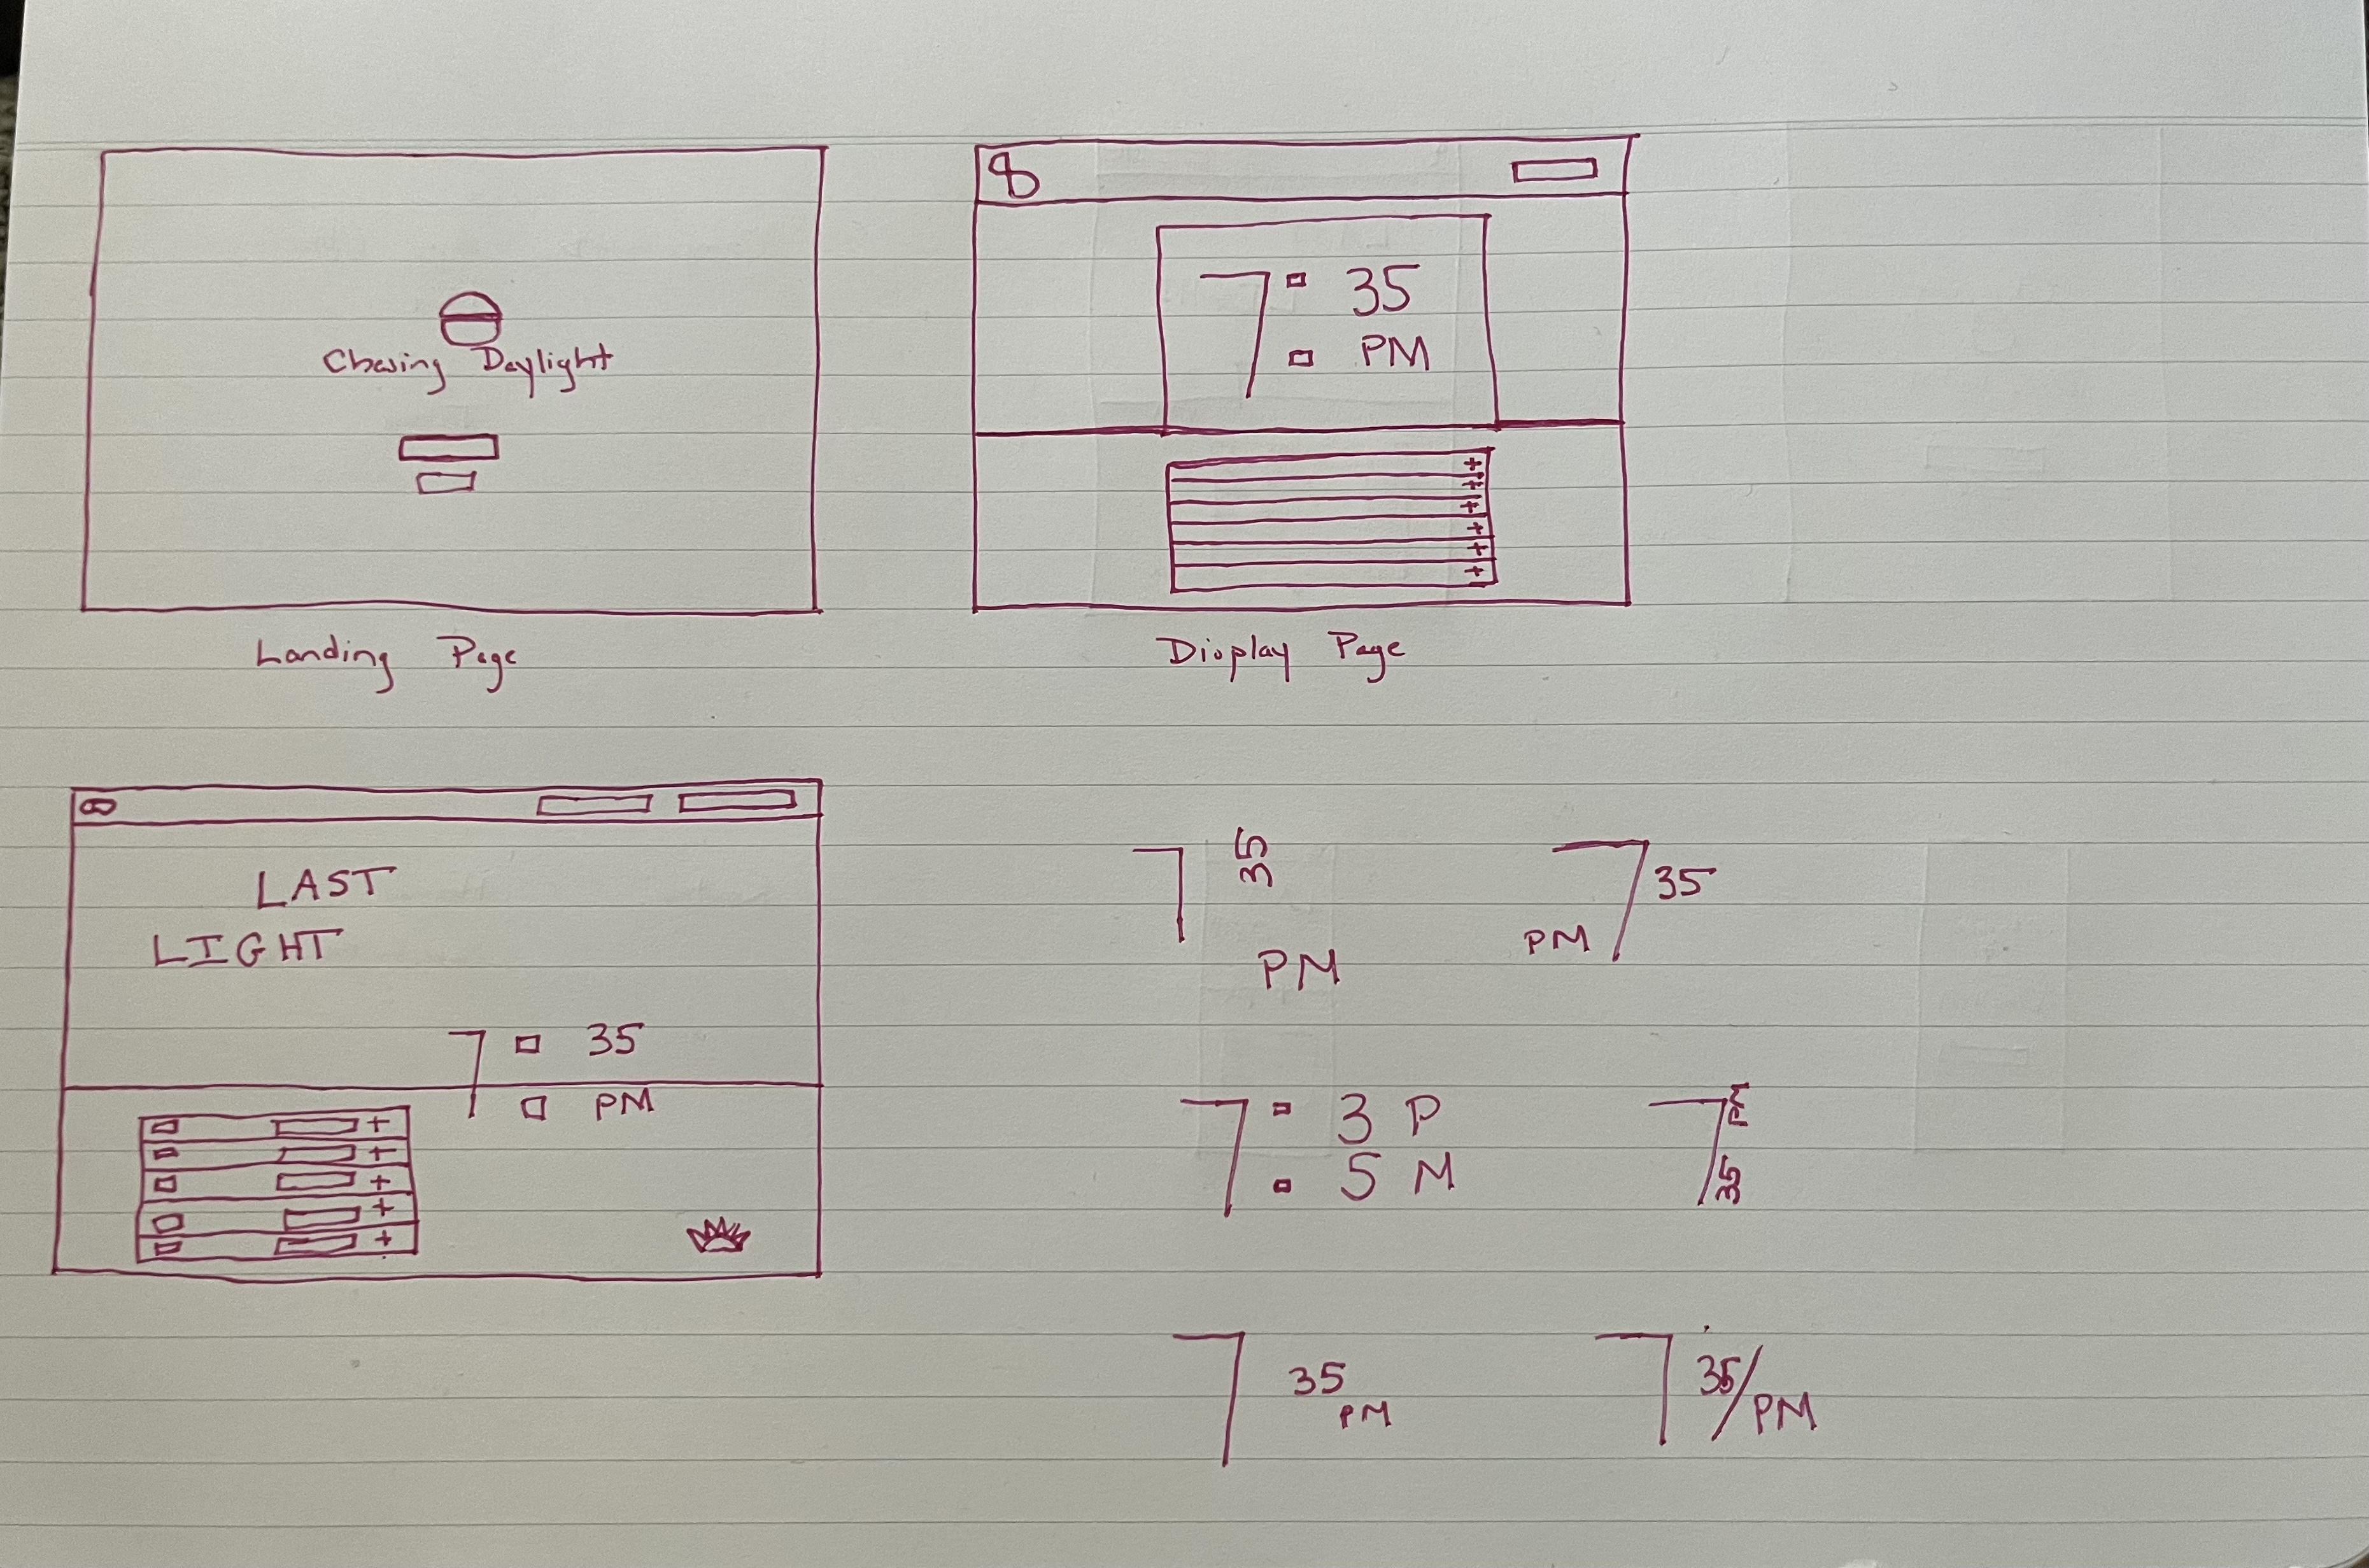 Chasing Daylight
Landing Page
8
7: 35
PM
+
+
+
+
+
+
Display Page
LAST
LIGHT
7: 35
PM
+
+
+
+
+
7 35
PM
7 35
PM
7: 3 P
5 M
7 PM
35
7 35
PM
7 35/
PM